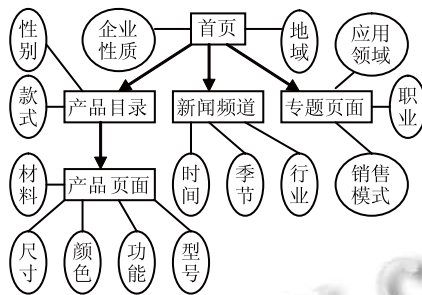 性别
企业性质
首页
地域
应用领域
款式
产品目录
新闻频道
专题页面
职业
材料
产品页面
时间
季节
行业
销售模式
尺寸
颜色
功能
型号